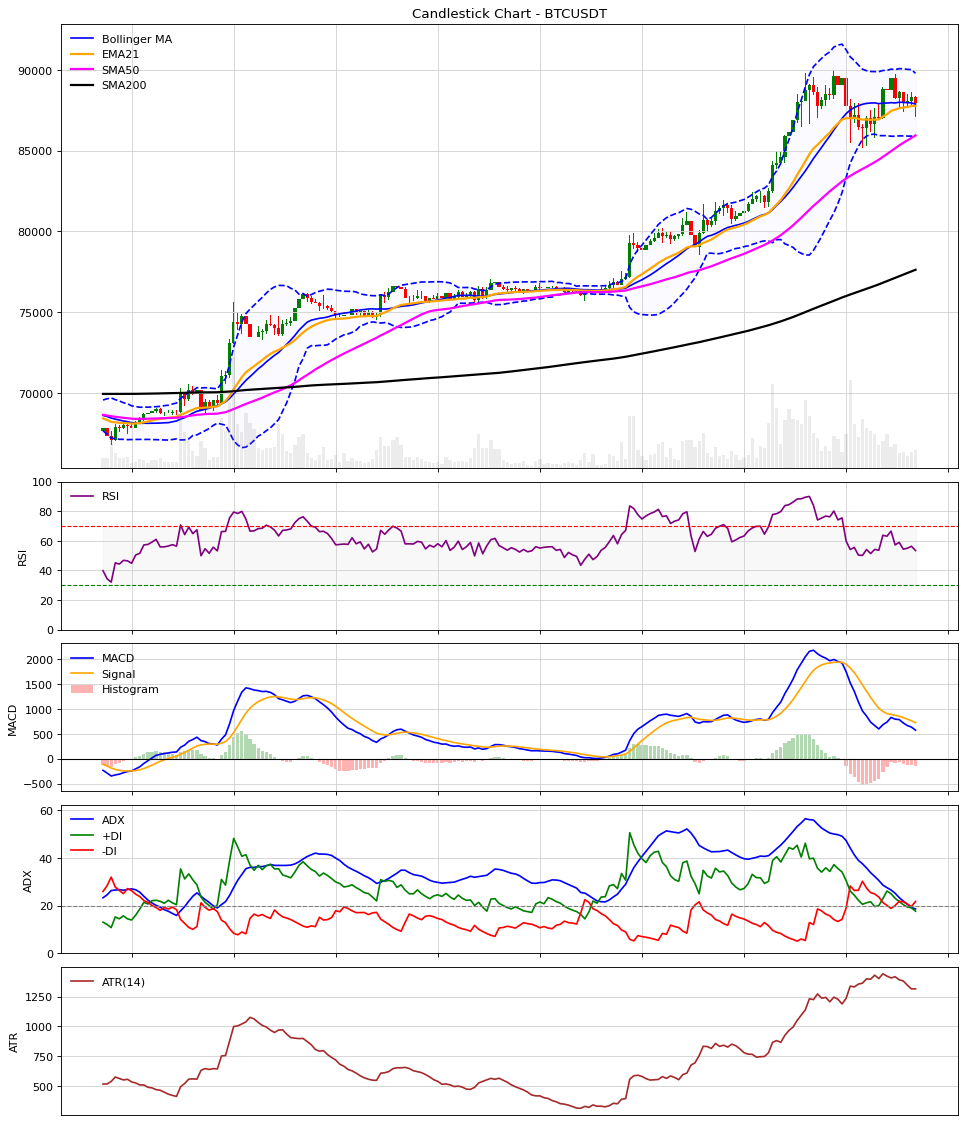 Candlestick Chart - BTCUSDT
Bollinger MA
EMA21
SMA50
SMA200
90000
85000
80000
75000
70000
100
80
60
40
20
0
RSI
RSI
2000
1500
1000
500
0
−500
MACD
MACD
Signal
Histogram
60
40
20
0
ADX
ADX
+DI
-DI
1250
1000
750
500
ATR
ATR(14)